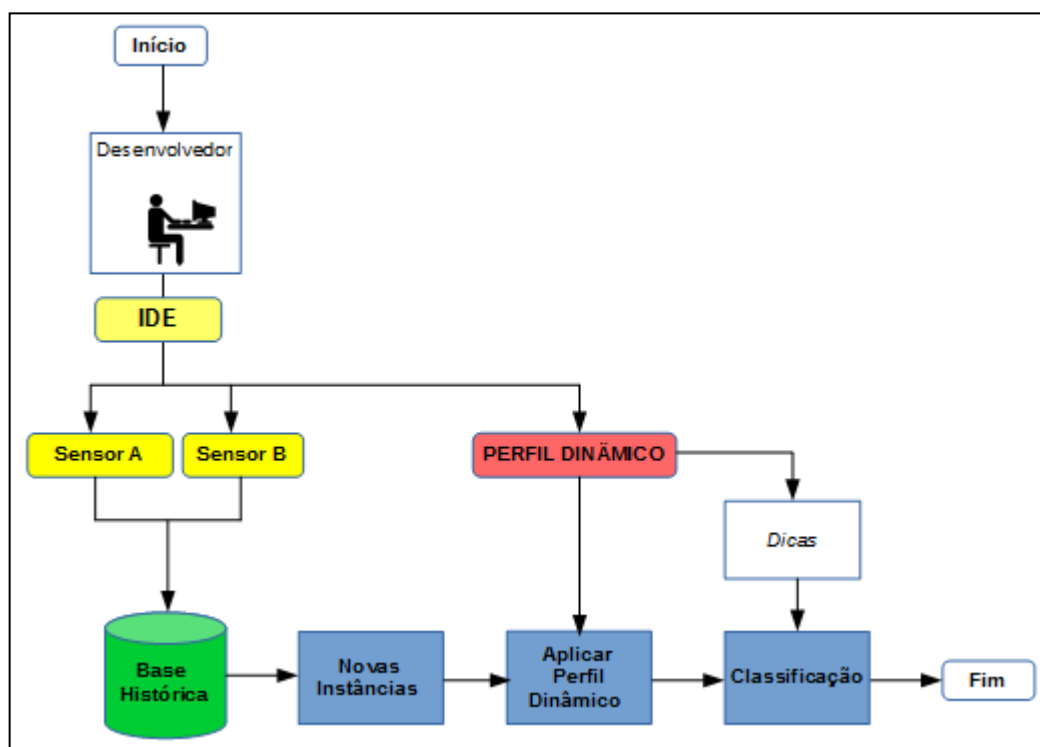 Início
Desenvolvedor
IDE
Sensor A
Sensor B
PERFIL DINÂMICO
Dicas
Base
Histórica
Novas
Instâncias
Aplicar
Perfil
Dinâmico
Classificação
Fim